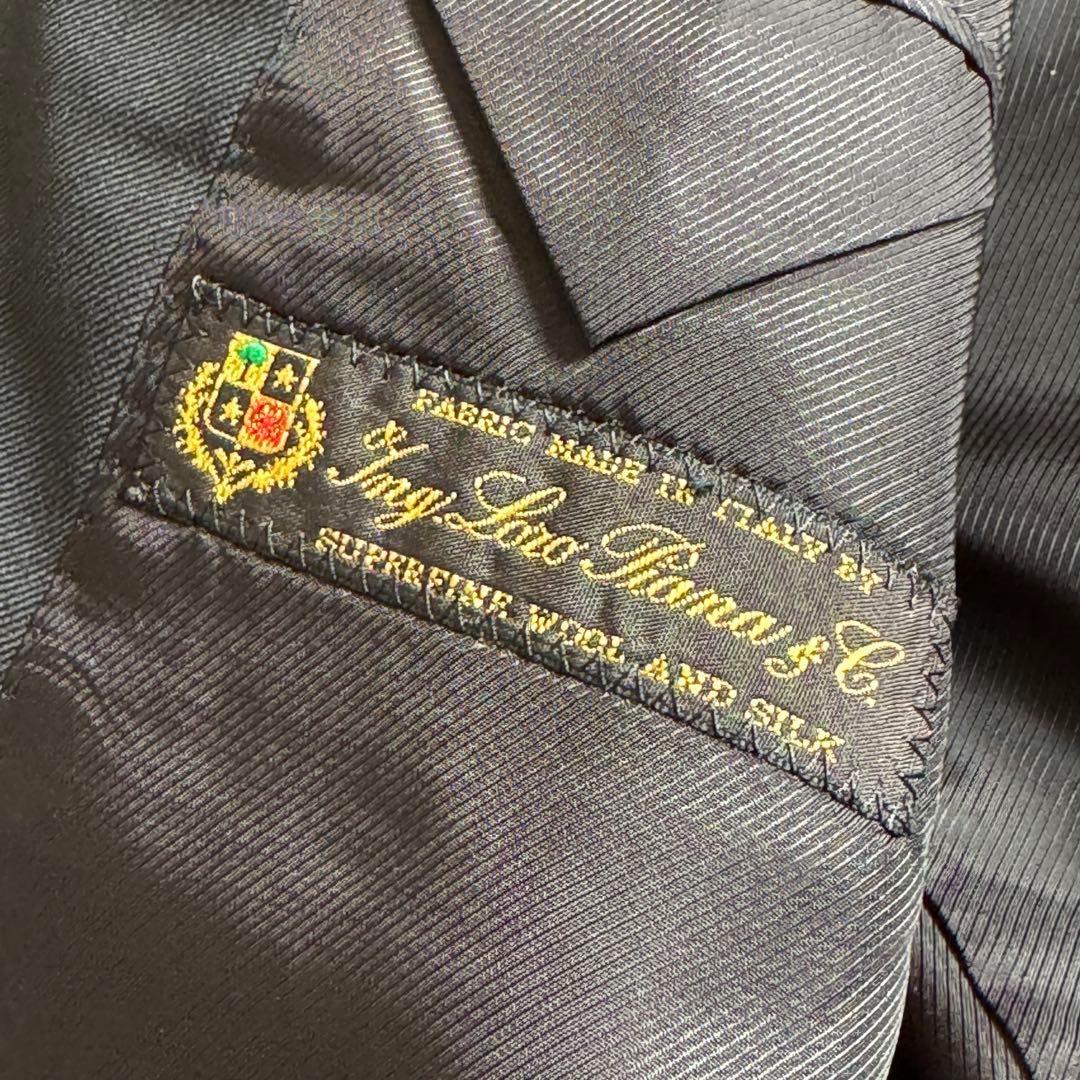 FABRIC MADE IN ITALY BY
Ing. Loro Piana & C.
SUPERFINE WOOL AND SILK